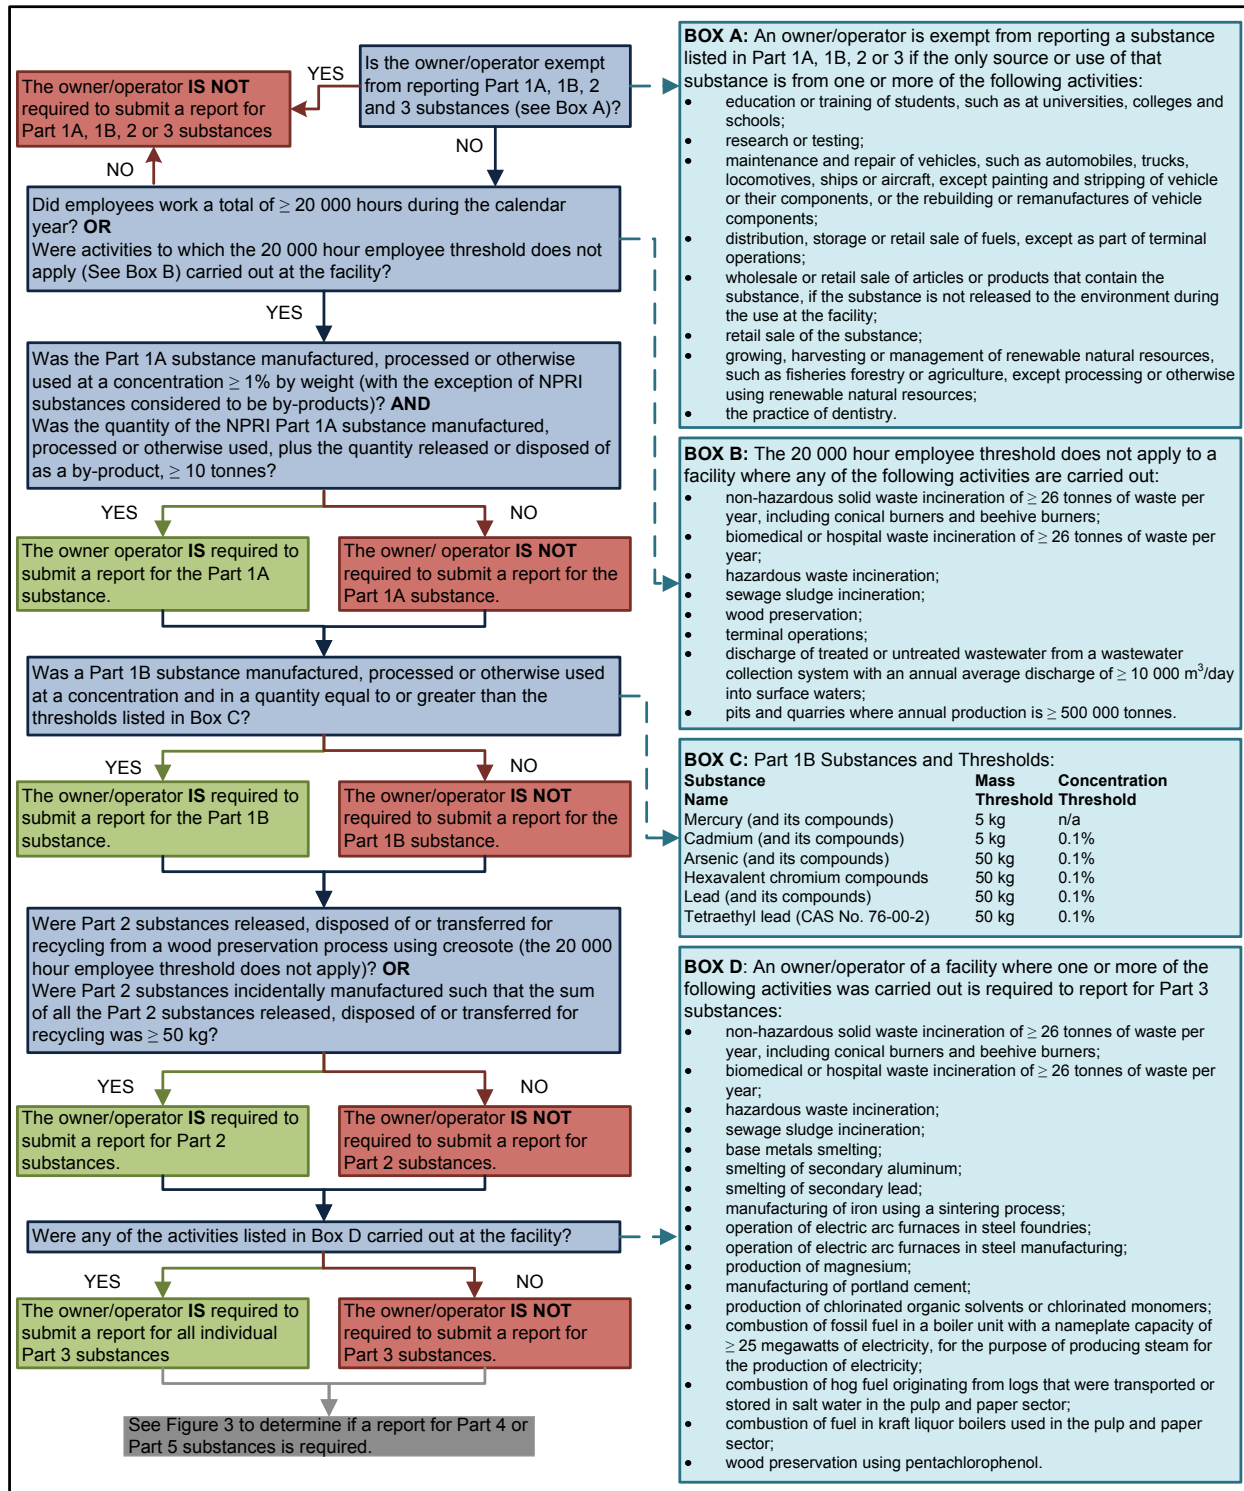 YES
The owner/operator IS NOT
required to submit a report for
Part 1A, 1B, 2 or 3 substances
Is the owner/operator exempt
from reporting Part 1A, 1B, 2
and 3 substances (see Box A)?
NO
NO
Did employees work a total of ≥ 20 000 hours during the calendar
year? OR
Were activities to which the 20 000 hour employee threshold does not
apply (See Box B) carried out at the facility?
YES
Was the Part 1A substance manufactured, processed or otherwise
used at a concentration ≥ 1% by weight (with the exception of NPRI
substances considered to be by-products)? AND
Was the quantity of the NPRI Part 1A substance manufactured,
processed or otherwise used, plus the quantity released or disposed of
as a by-product, ≥ 10 tonnes?
YES
NO
The owner operator IS required to
submit a report for the Part 1A
substance.
The owner/ operator IS NOT
required to submit a report for the
Part 1A substance.
Was a Part 1B substance manufactured, processed or otherwise used
at a concentration and in a quantity equal to or greater than the
thresholds listed in Box C?
YES
NO
The owner/operator IS required to
submit a report for the Part 1B
substance.
The owner/operator IS NOT
required to submit a report for the
Part 1B substance.
Were Part 2 substances released, disposed of or transferred for
recycling from a wood preservation process using creosote (the 20 000
hour employee threshold does not apply)? OR
Were Part 2 substances incidentally manufactured such that the sum
of all the Part 2 substances released, disposed of or transferred for
recycling was ≥ 50 kg?
YES
NO
The owner/operator IS required to
submit a report for Part 2
substances.
The owner/operator IS NOT
required to submit a report for
Part 2 substances.
Were any of the activities listed in Box D carried out at the facility?
YES
NO
The owner/operator IS required to
submit a report for all individual
Part 3 substances
The owner/operator IS NOT
required to submit a report for
Part 3 substances.
See Figure 3 to determine if a report for Part 4 or
Part 5 substances is required.
BOX A: An owner/operator is exempt from reporting a substance
listed in Part 1A, 1B, 2 or 3 if the only source or use of that
substance is from one or more of the following activities:
• education or training of students, such as at universities, colleges and
schools;
• research or testing;
• maintenance and repair of vehicles, such as automobiles, trucks,
locomotives, ships or aircraft, except painting and stripping of vehicle
or their components, or the rebuilding or remanufactures of vehicle
components;
• distribution, storage or retail sale of fuels, except as part of terminal
operations;
• wholesale or retail sale of articles or products that contain the
substance, if the substance is not released to the environment during
the use at the facility;
• retail sale of the substance;
• growing, harvesting or management of renewable natural resources,
such as fisheries forestry or agriculture, except processing or otherwise
using renewable natural resources;
• the practice of dentistry.
BOX B: The 20 000 hour employee threshold does not apply to a
facility where any of the following activities are carried out:
• non-hazardous solid waste incineration of ≥ 26 tonnes of waste per
year, including conical burners and beehive burners;
• biomedical or hospital waste incineration of ≥ 26 tonnes of waste per
year;
• hazardous waste incineration;
• sewage sludge incineration;
• wood preservation;
• terminal operations;
• discharge of treated or untreated wastewater from a wastewater
collection system with an annual average discharge of ≥ 10 000 m³/day
into surface waters;
• pits and quarries where annual production is ≥ 500 000 tonnes.
BOX C: Part 1B Substances and Thresholds:
Substance Mass Concentration
Name Threshold Threshold
Mercury (and its compounds) 5 kg n/a
Cadmium (and its compounds) 5 kg 0.1%
Arsenic (and its compounds) 50 kg 0.1%
Hexavalent chromium compounds 50 kg 0.1%
Lead (and its compounds) 50 kg 0.1%
Tetraethyl lead (CAS No. 76-00-2) 50 kg 0.1%
BOX D: An owner/operator of a facility where one or more of the
following activities was carried out is required to report for Part 3
substances:
• non-hazardous solid waste incineration of ≥ 26 tonnes of waste per
year, including conical burners and beehive burners;
• biomedical or hospital waste incineration of ≥ 26 tonnes of waste per
year;
• hazardous waste incineration;
• sewage sludge incineration;
• base metals smelting;
• smelting of secondary aluminum;
• smelting of secondary lead;
• manufacturing of iron using a sintering process;
• operation of electric arc furnaces in steel foundries;
• operation of electric arc furnaces in steel manufacturing;
• production of magnesium;
• manufacturing of portland cement;
• production of chlorinated organic solvents or chlorinated monomers;
• combustion of fossil fuel in a boiler unit with a nameplate capacity of
≥ 25 megawatts of electricity, for the purpose of producing steam for
the production of electricity;
• combustion of hog fuel originating from logs that were transported or
stored in salt water in the pulp and paper sector;
• combustion of fuel in kraft liquor boilers used in the pulp and paper
sector;
• wood preservation using pentachlorophenol.